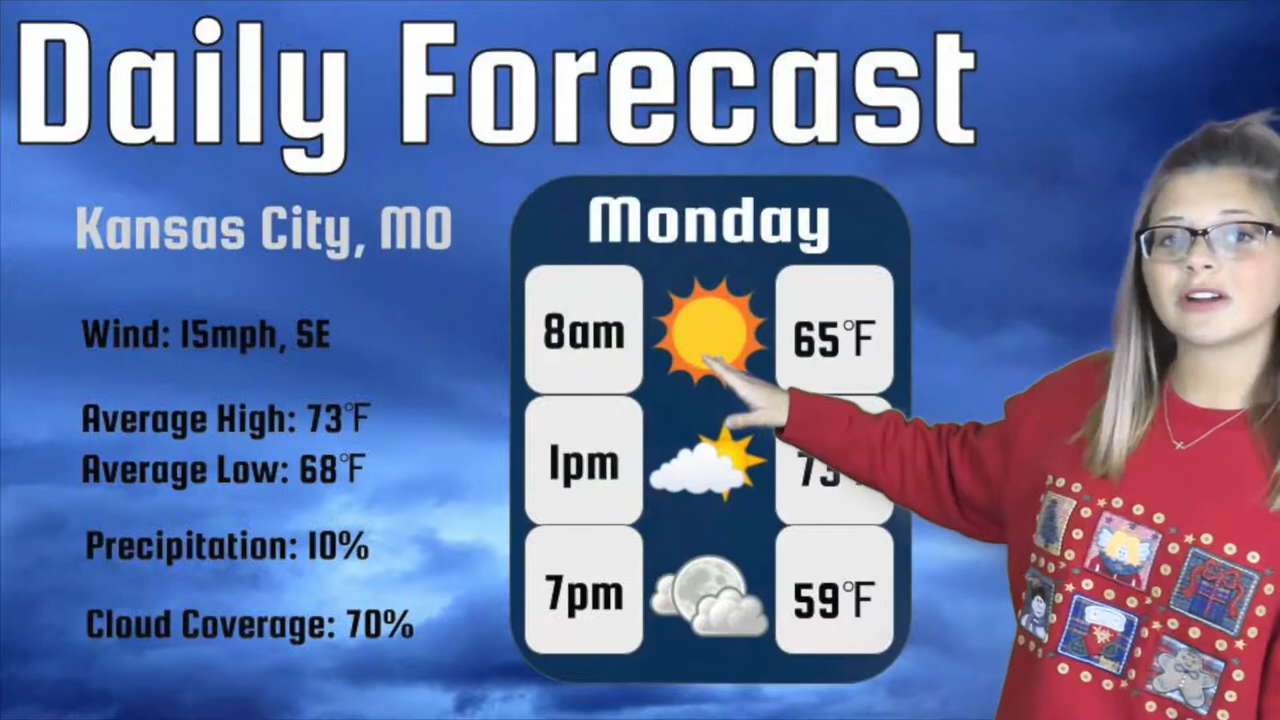 Daily Forecast
Kansas City, MO
Wind: 15mph, SE
Average High: 73°F
Average Low: 68°F
Precipitation: 10%
Cloud Coverage: 70%
Monday
8am 65°F
1pm 73°
7pm 59°F